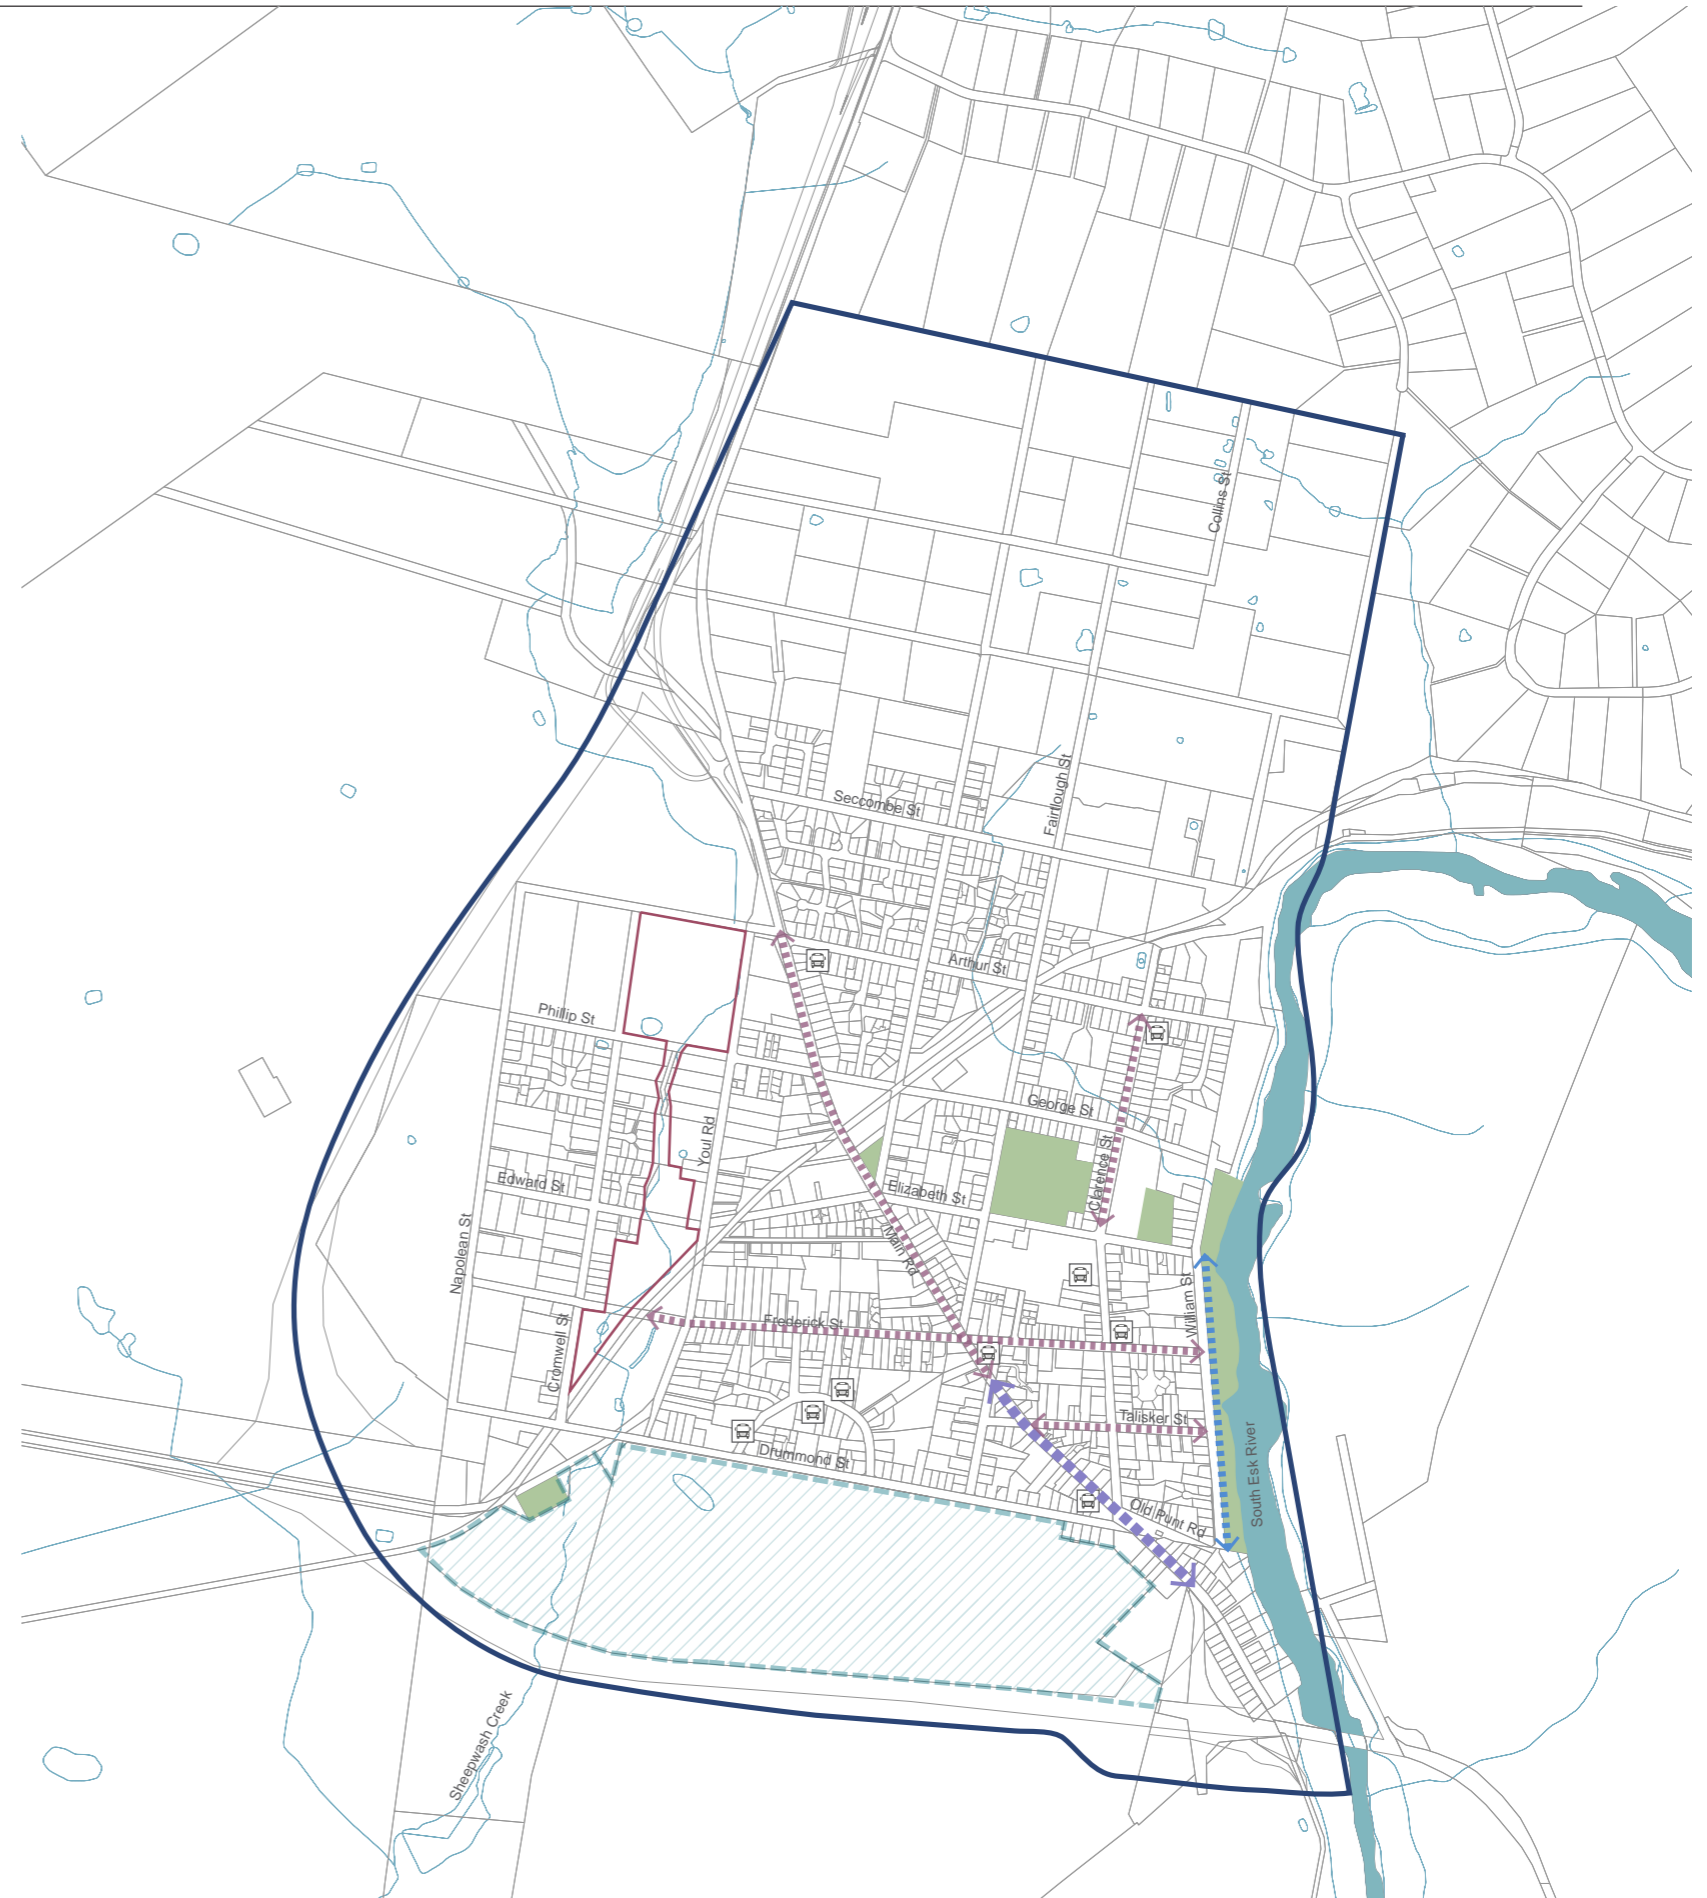 Collins St
Fairtlough St
Seccombe St
Arthur St
Phillip St
George St
Youl Rd
Clarence St
Edward St
Elizabeth St
Napolean St
Main Rd
William St
Frederick St
Cromwell St
Talisker St
Drummond St
South Esk River
Old Punt Rd
Sheepwash Creek